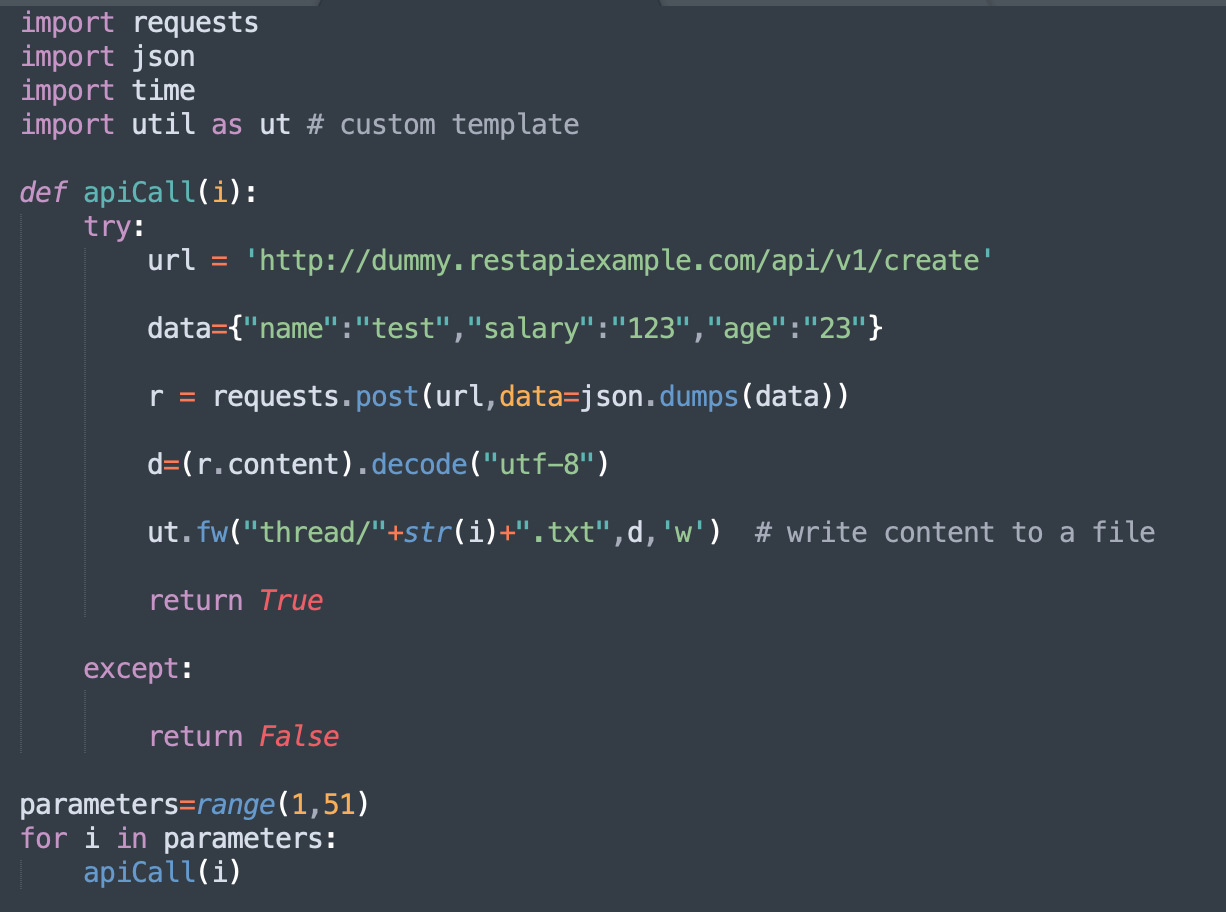 import requests
import json
import time
import util as ut # custom template
def apiCall(i):
try:
url = 'http://dummy.restapiexample.com/api/v1/create'
data={"name":"test","salary":"123","age":"23"}
r = requests.post(url,data=json.dumps(data))
d=(r.content).decode("utf-8")
ut.fw("thread/"+str(i)+".txt",d,'w')  # write content to a file
return True
except:
return False
parameters=range(1,51)
for i in parameters:
apiCall(i)